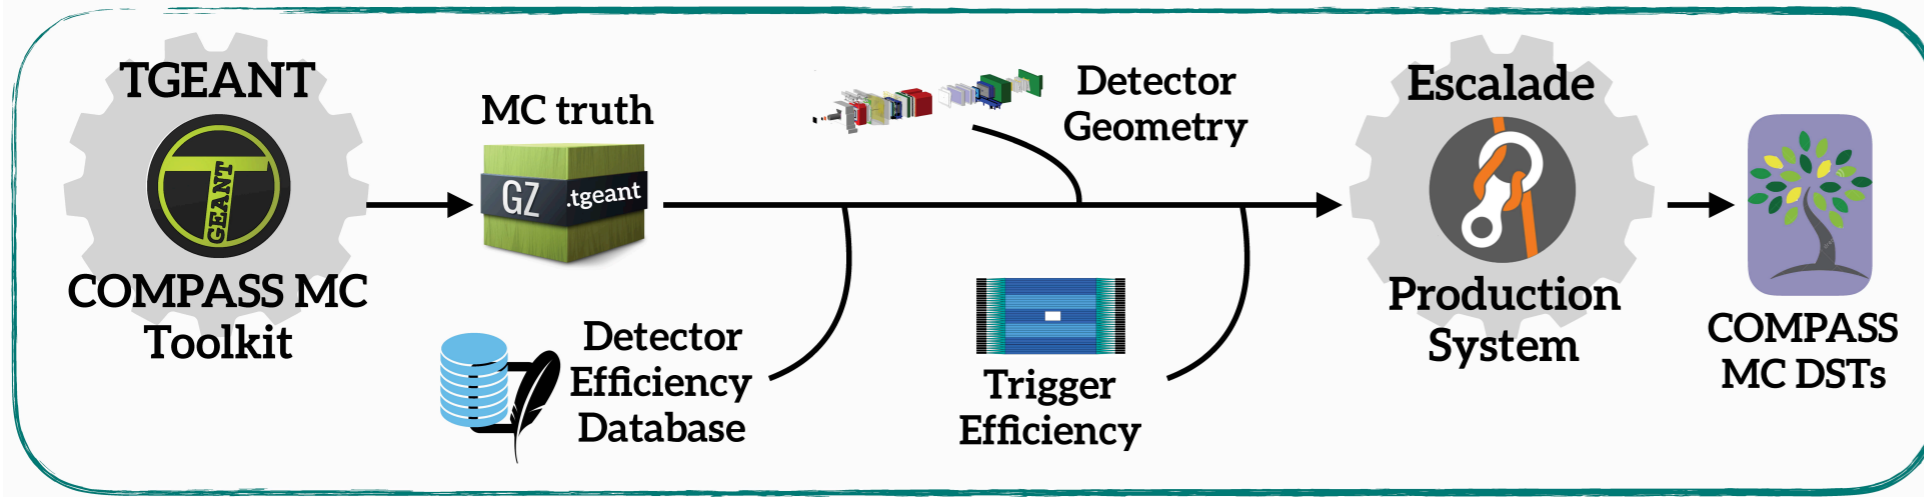 TGEANT
T
GEANT
COMPASS MC
Toolkit
MC truth
GZ
.tgeant
Detector
Efficiency
Database
Detector
Geometry
Trigger
Efficiency
Escalade
Production
System
COMPASS
MC DSTs